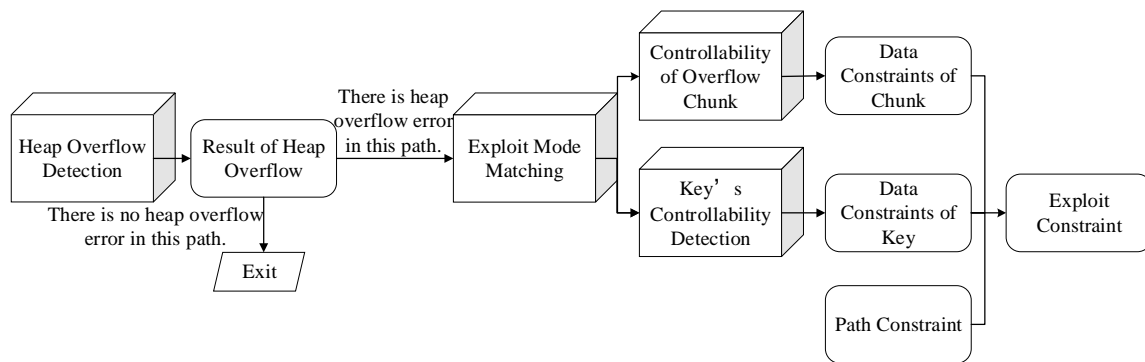 Heap Overflow
Detection
Result of Heap
Overflow
There is no heap overflow
error in this path.
Exit
There is heap
overflow error
in this path.
Exploit Mode
Matching
Controllability
of Overflow
Chunk
Data
Constraints of
Chunk
Key’s
Controllability
Detection
Data
Constraints of
Key
Path Constraint
Exploit
Constraint